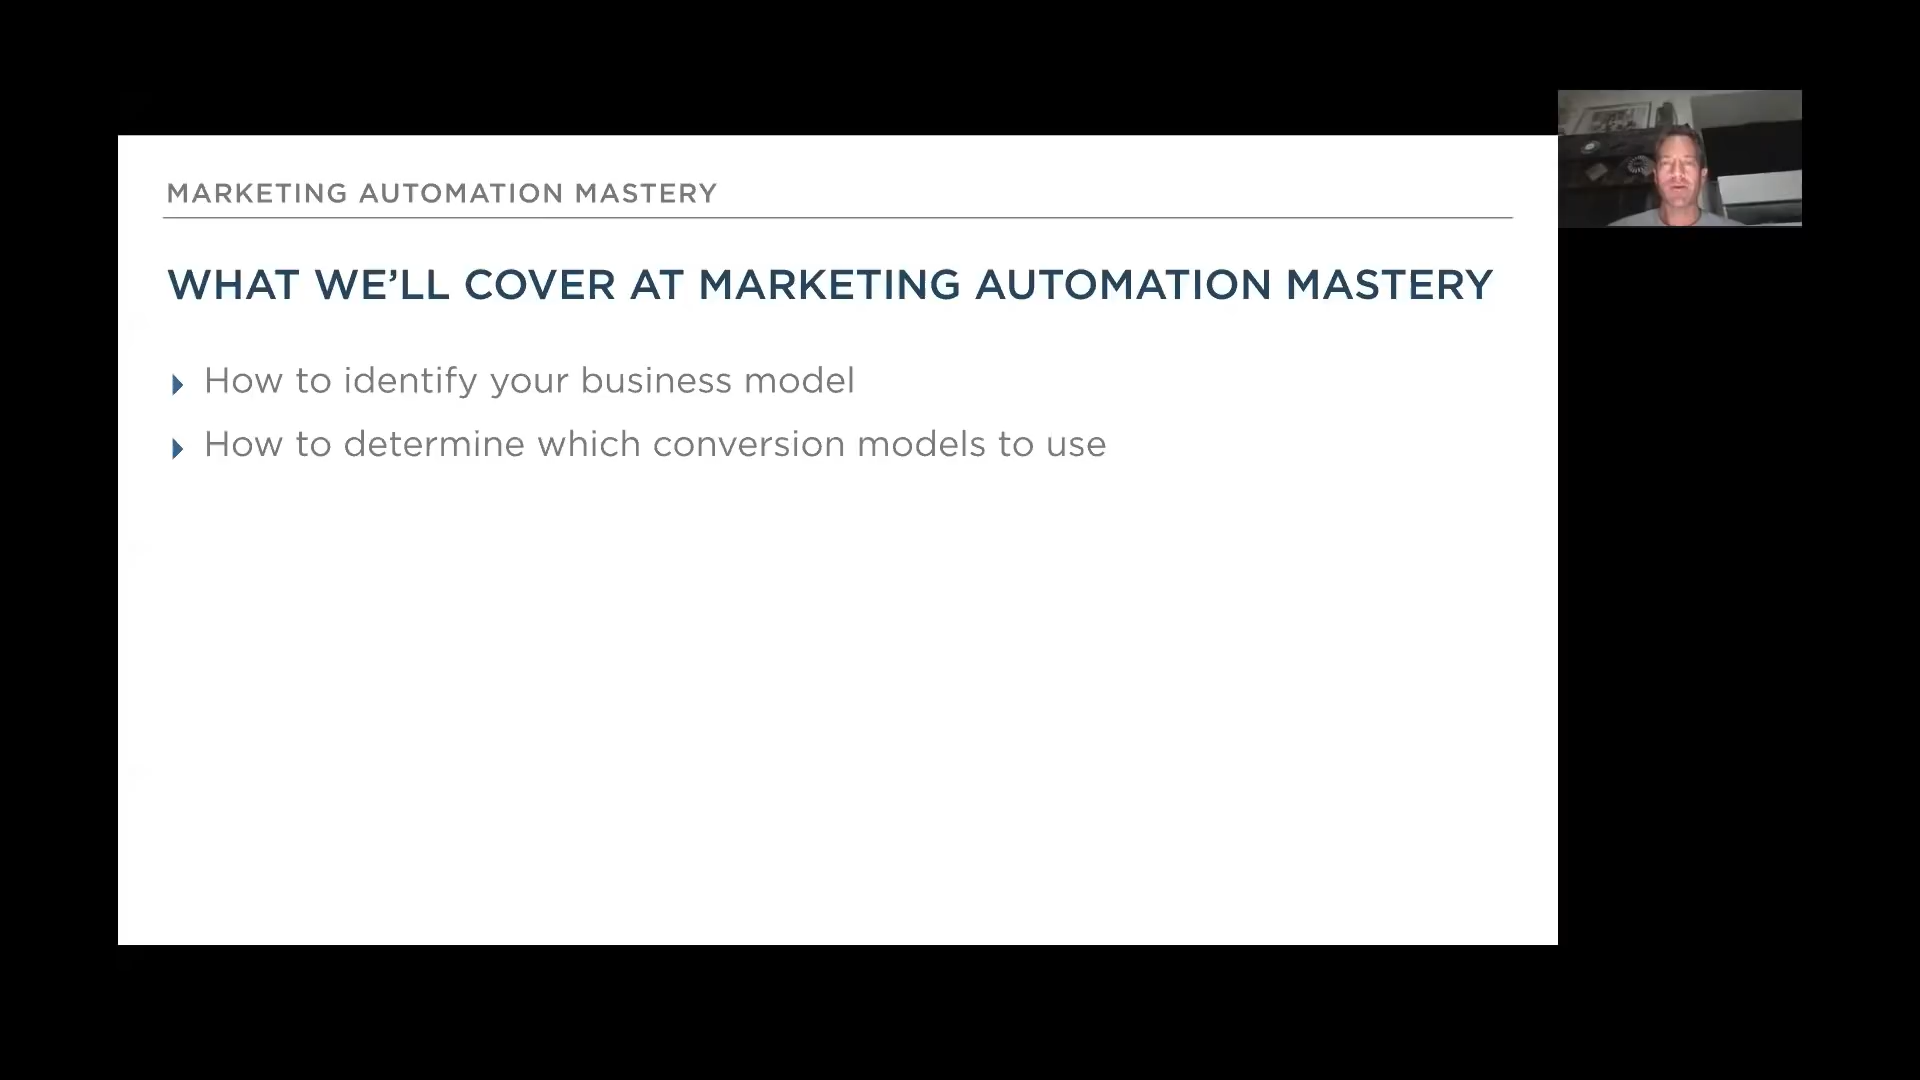 MARKETING AUTOMATION MASTERY
WHAT WE’LL COVER AT MARKETING AUTOMATION MASTERY
How to identify your business model
How to determine which conversion models to use